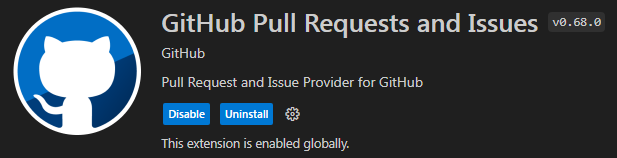 GitHub Pull Requests and Issues v0.68.0
GitHub
Pull Request and Issue Provider for GitHub
Disable Uninstall
This extension is enabled globally.